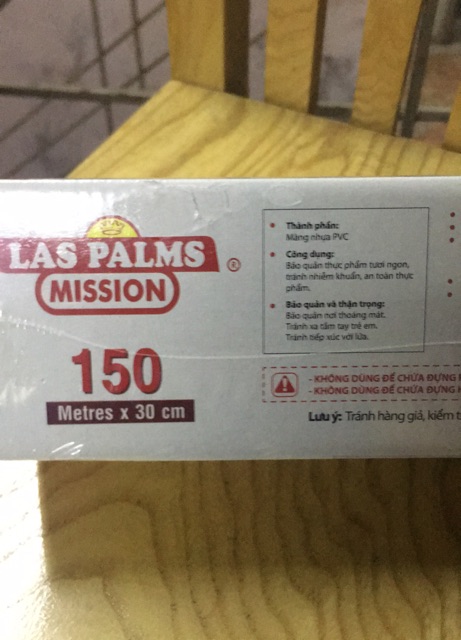 LAS PALMS
®
MISSION
150
Metres x 30 cm
• Thành phần:
Màng nhựa PVC
• Công dụng:
Bảo quản thực phẩm tươi ngon,
tránh nhiễm khuẩn, an toàn thực
phẩm.
• Bảo quản và thận trọng:
Bảo quản nơi thoáng mát.
Tránh xa tầm tay trẻ em.
Tránh tiếp xúc với lửa.
- KHÔNG DÙNG ĐỂ CHỨA ĐỰNG
- KHÔNG DÙNG ĐỂ CHỨA ĐỰNG
Lưu ý: Tránh hàng giả, kiểm